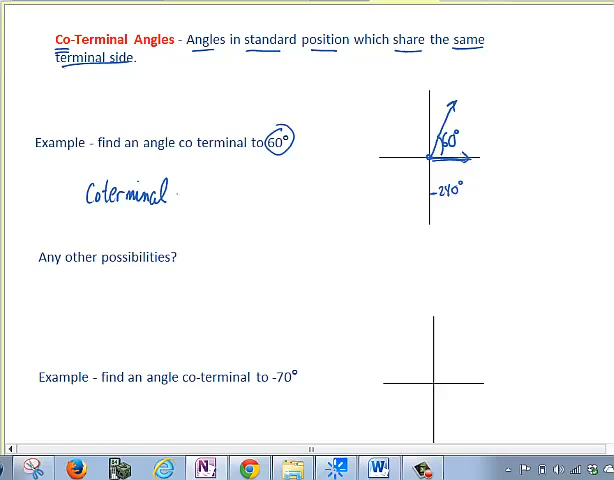 Co-Terminal Angles - Angles in standard position which share the same
terminal side.
60°
Example - find an angle co terminal to 60°
-240°
Coterminal
Any other possibilities?
Example - find an angle co-terminal to -70°